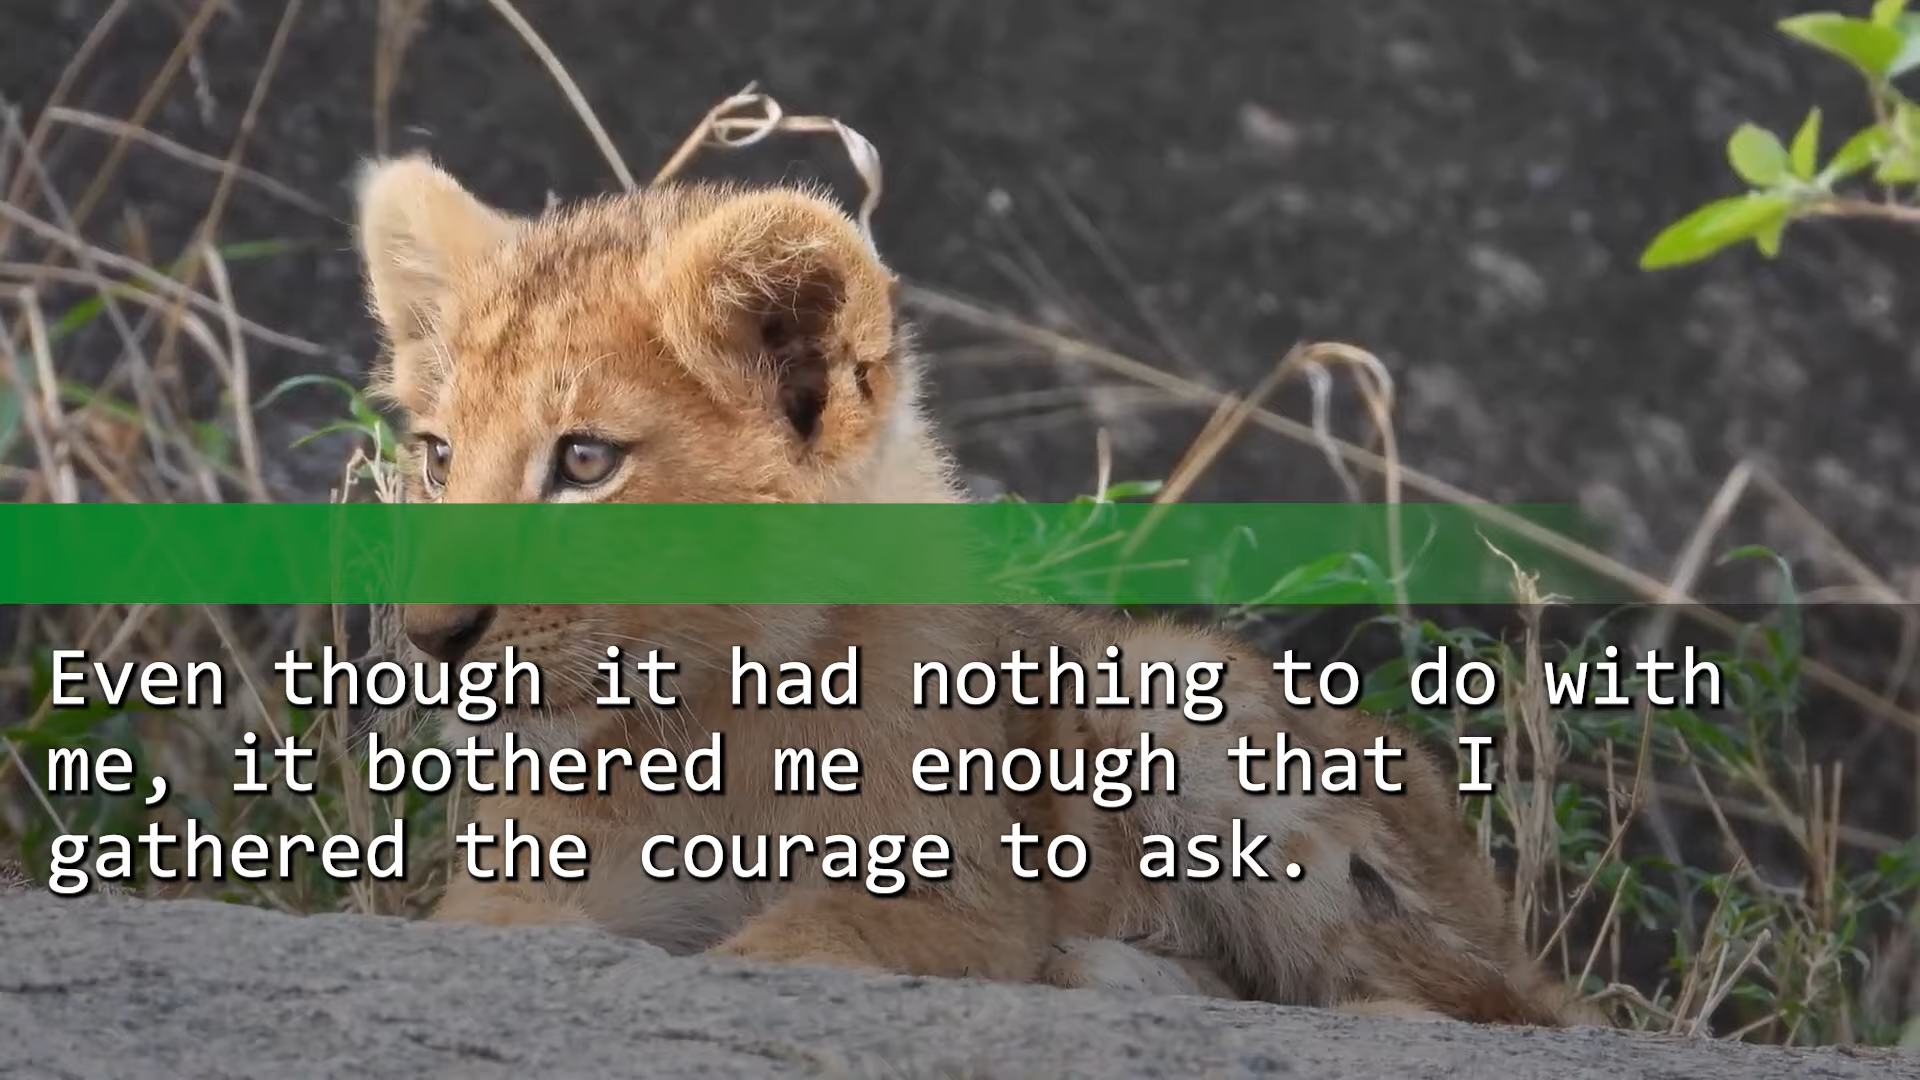 Even though it had nothing to do with
me, it bothered me enough that I
gathered the courage to ask.